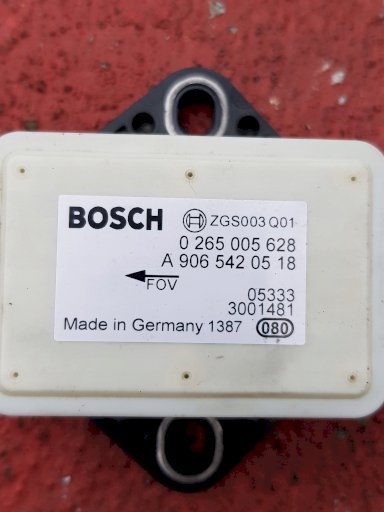 BOSCH ZGS003 Q01
0 265 005 628
A 906 542 05 18
FOV
05333
3001481
Made in Germany 1387 080